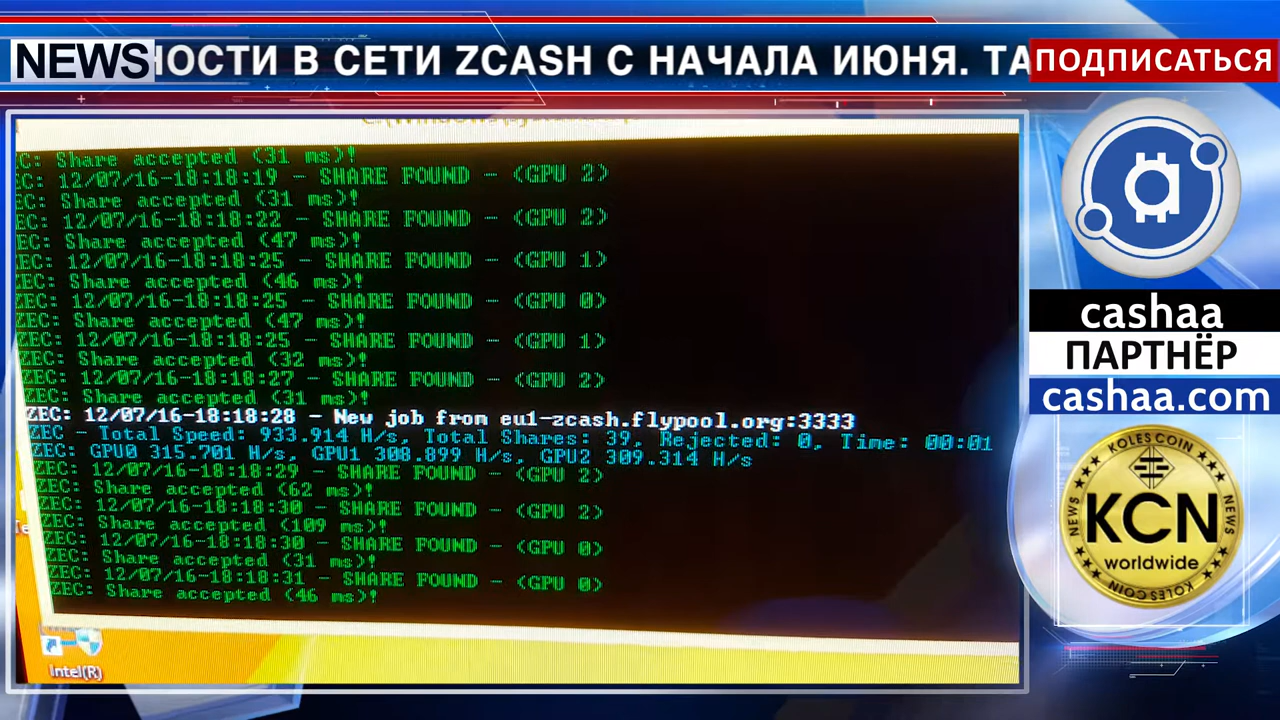 NEWS
НОСТИ В СЕТИ ZCASH С НАЧАЛА ИЮНЯ. ТА
ПОДПИСАТЬСЯ
EC: Share accepted (31 ms)!
EC: 12/07/16-18:18:19 - SHARE FOUND - (GPU 2)
EC: Share accepted (31 ms)!
EC: 12/07/16-18:18:22 - SHARE FOUND - (GPU 2)
EC: Share accepted (47 ms)!
EC: 12/07/16-18:18:25 - SHARE FOUND - (GPU 1)
EC: Share accepted (46 ms)!
ZEC: 12/07/16-18:18:25 - SHARE FOUND - (GPU 0)
ZEC: Share accepted (47 ms)!
ZEC: 12/07/16-18:18:25 - SHARE FOUND - (GPU 1)
ZEC: Share accepted (32 ms)!
ZEC: 12/07/16-18:18:27 - SHARE FOUND - (GPU 2)
ZEC: Share accepted (31 ms)!
ZEC: 12/07/16-18:18:28 - New job from eu1-zcash.flypool.org:3333
ZEC - Total Speed: 933.914 H/s, Total Shares: 39, Rejected: 0, Time: 00:01
ZEC: GPU0 315.701 H/s, GPU1 308.899 H/s, GPU2 309.314 H/s
ZEC: 12/07/16-18:18:29 - SHARE FOUND - (GPU 2)
ZEC: Share accepted (62 ms)!
ZEC: 12/07/16-18:18:30 - SHARE FOUND - (GPU 2)
ZEC: Share accepted (109 ms)!
ZEC: 12/07/16-18:18:30 - SHARE FOUND - (GPU 0)
ZEC: Share accepted (31 ms)!
ZEC: 12/07/16-18:18:31 - SHARE FOUND - (GPU 0)
ZEC: Share accepted (46 ms)!
Intel(R)
cashaa
ПАРТНЁР
cashaa.com
KOLES COIN
NEWS
KCN
NEWS
worldwide
KOLES COIN